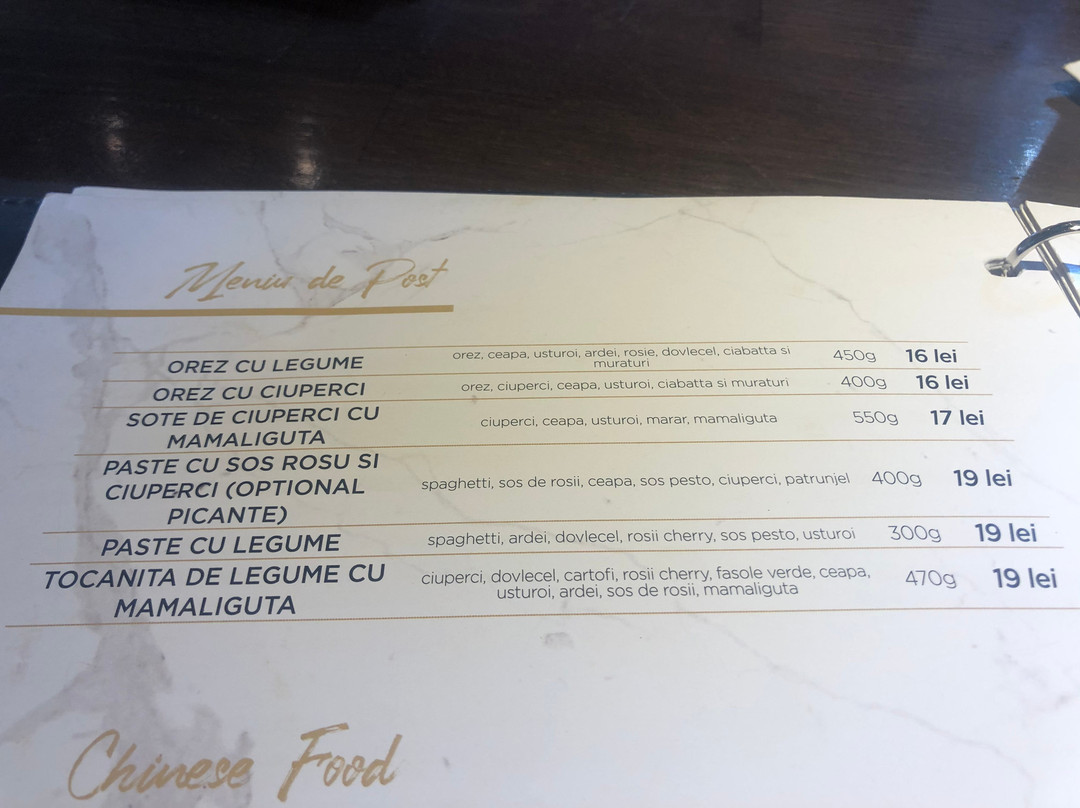 Meniu de Post
OREZ CU LEGUME
orez, ceapa, usturoi, ardei, rosie, dovlecel, ciabatta si
muraturi
450g
16 lei
OREZ CU CIUPERCI
orez, ciuperci, ceapa, usturoi, ciabatta si muraturi
400g
16 lei
SOTE DE CIUPERCI CU
MAMALIGUTA
ciuperci, ceapa, usturoi, marar, mamaliguta
550g
17 lei
PASTE CU SOS ROSU SI
CIUPERCI (OPTIONAL
PICANTE)
spaghetti, sos de rosii, ceapa, sos pesto, ciuperci, patrunjel
400g
19 lei
PASTE CU LEGUME
spaghetti, ardei, dovlecel, rosii cherry, sos pesto, usturoi
300g
19 lei
TOCANITA DE LEGUME CU
MAMALIGUTA
ciuperci, dovlecel, cartofi, rosii cherry, fasole verde, ceapa,
usturoi, ardei, sos de rosii, mamaliguta
470g
19 lei
Chinese Food